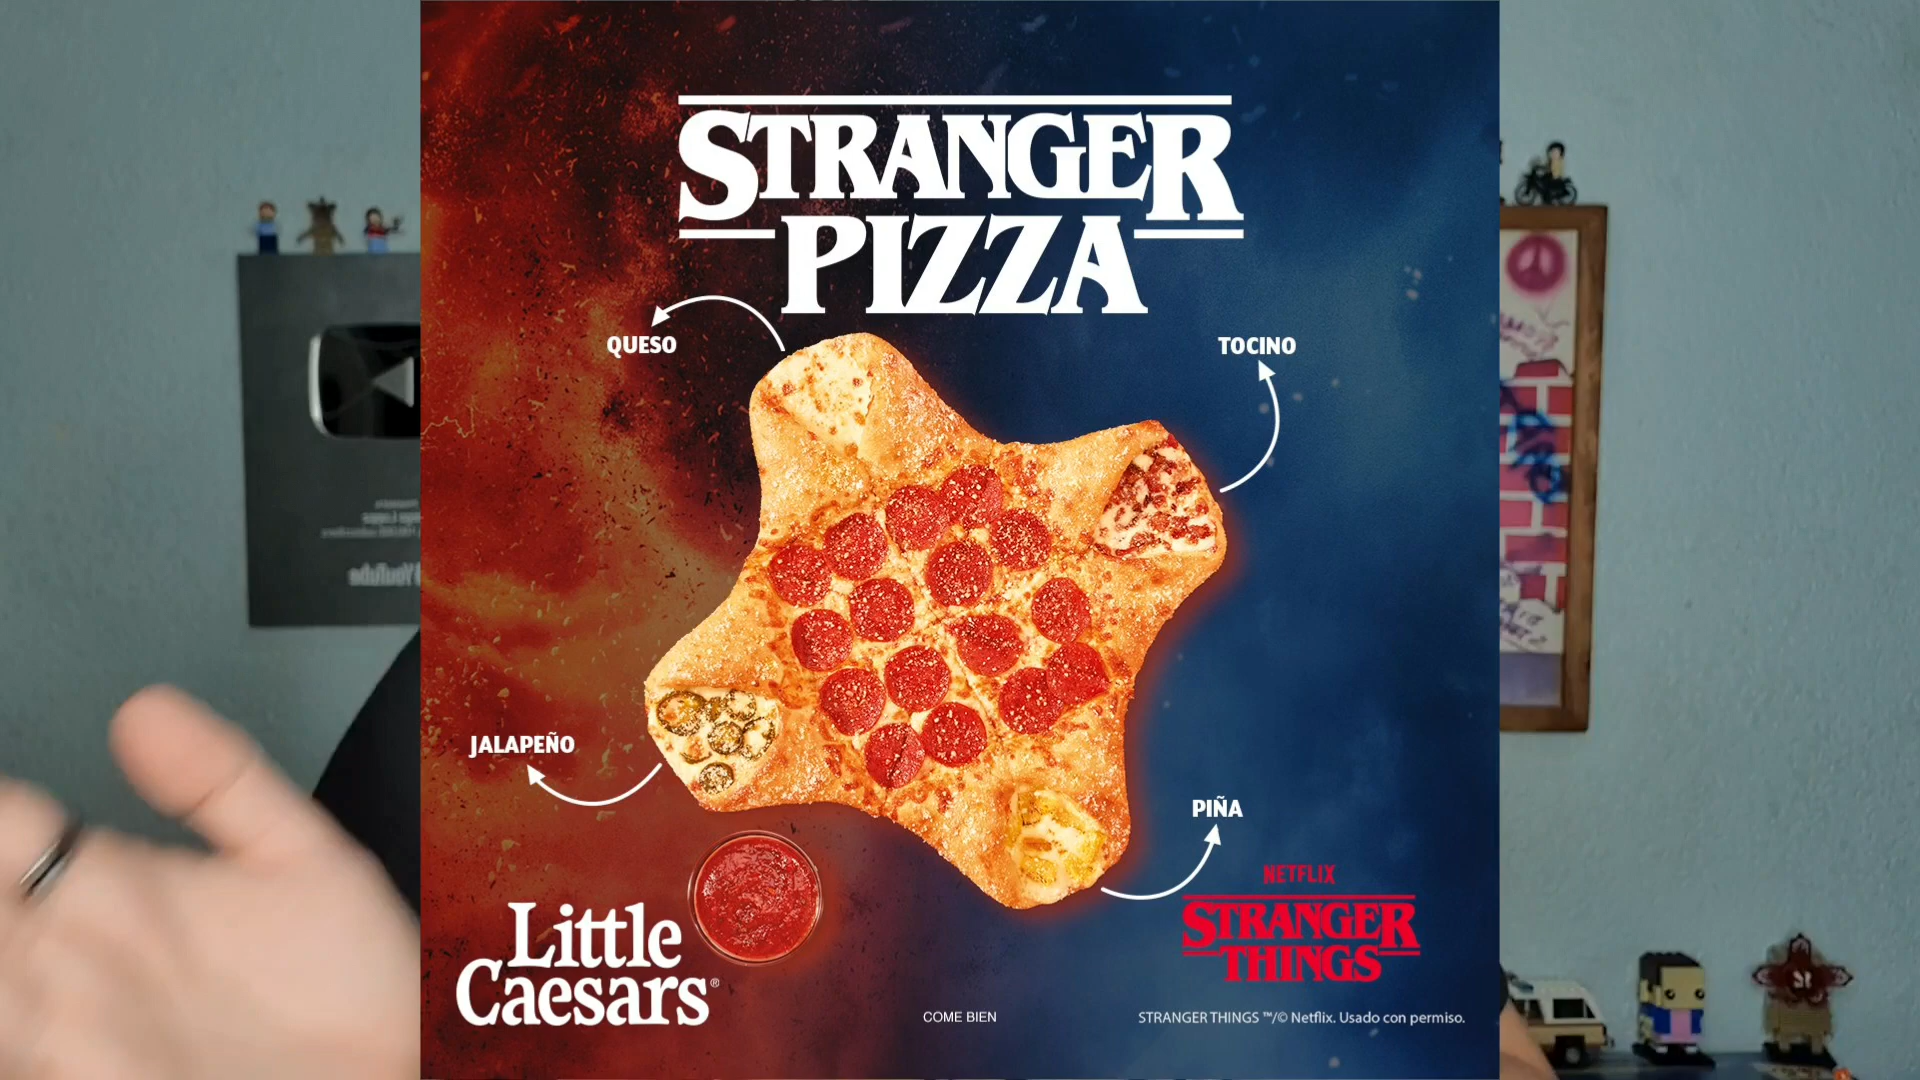 STRANGER
PIZZA
QUESO
TOCINO
JALAPEÑO
PIÑA
NETFLIX
STRANGER
THINGS
Little
Caesars®
COME BIEN
STRANGER THINGS ™/© Netflix. Usado con permiso.
YouTube